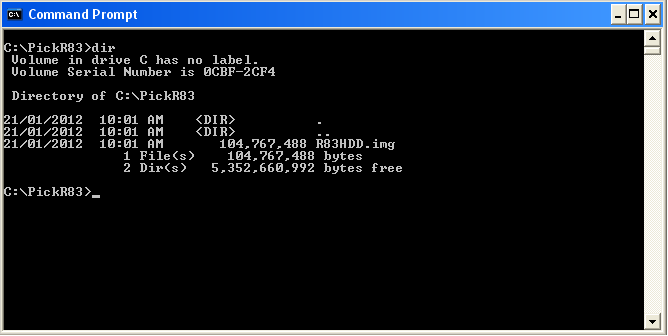 Command Prompt
C:\PickR83>dir
 Volume in drive C has no label.
 Volume Serial Number is 0CBF-2CF4

 Directory of C:\PickR83

21/01/2012  10:01 AM    <DIR>          .
21/01/2012  10:01 AM    <DIR>          ..
21/01/2012  10:01 AM       104,767,488 R83HDD.img
               1 File(s)    104,767,488 bytes
               2 Dir(s)   5,352,660,992 bytes free

C:\PickR83>_